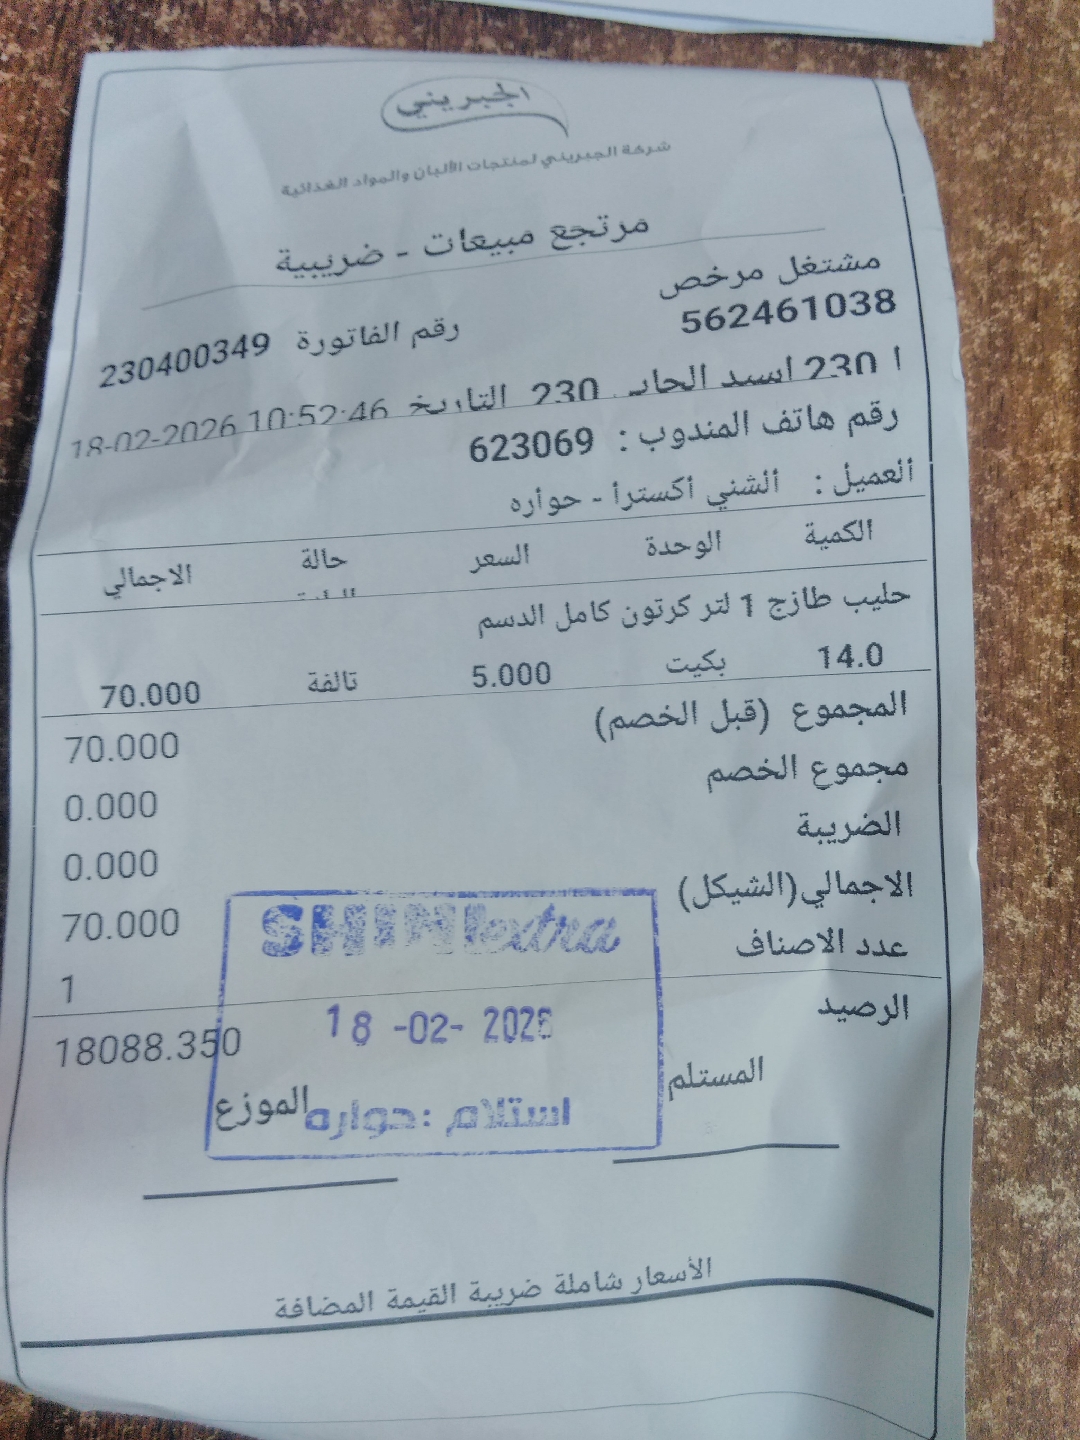 الجبريني
شركة الجبريني لمنتجات الألبان والمواد الغذائية
مرتجع مبيعات - ضريبية
مشتغل مرخص
562461038 رقم الفاتورة 230400349
230 230 التاريخ 18-02-2026 10:52:46
رقم هاتف المندوب : 623069
العميل : الشني أكسترا - حواره
الكمية الوحدة السعر حالة الاجمالي
حليب طازج 1 لتر كرتون كامل الدسم
14.0 بكيت 5.000 تالفة 70.000
المجموع (قبل الخصم) 70.000
مجموع الخصم 0.000
الضريبة 0.000
الاجمالي(الشيكل) 70.000
عدد الاصناف 1
الرصيد 18088.350
SHINI extra
18 -02- 2026
استلام :حواره
المستلم الموزع
الأسعار شاملة ضريبة القيمة المضافة